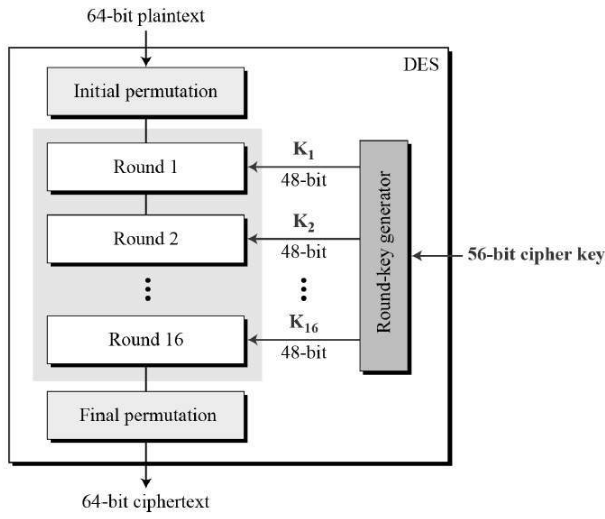 64-bit plaintext
DES
Initial permutation
Round 1
K1
48-bit
Round 2
K2
48-bit
Round-key generator
56-bit cipher key
Round 16
K16
48-bit
Final permutation
64-bit ciphertext